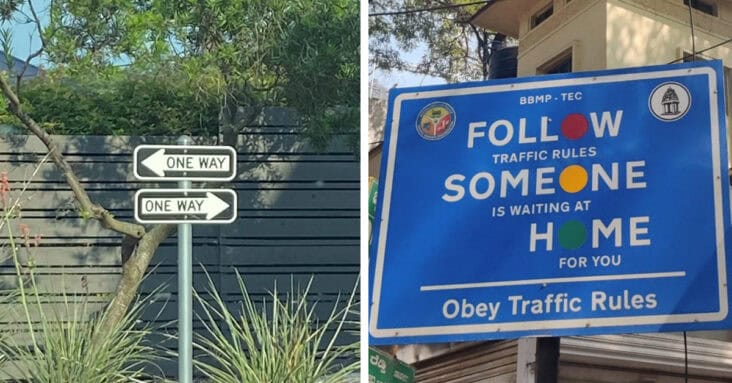 ONE WAY
ONE WAY
BBMP - TEC
FOLLOW
TRAFFIC RULES
SOMEONE
IS WAITING AT
HOME
FOR YOU
Obey Traffic Rules